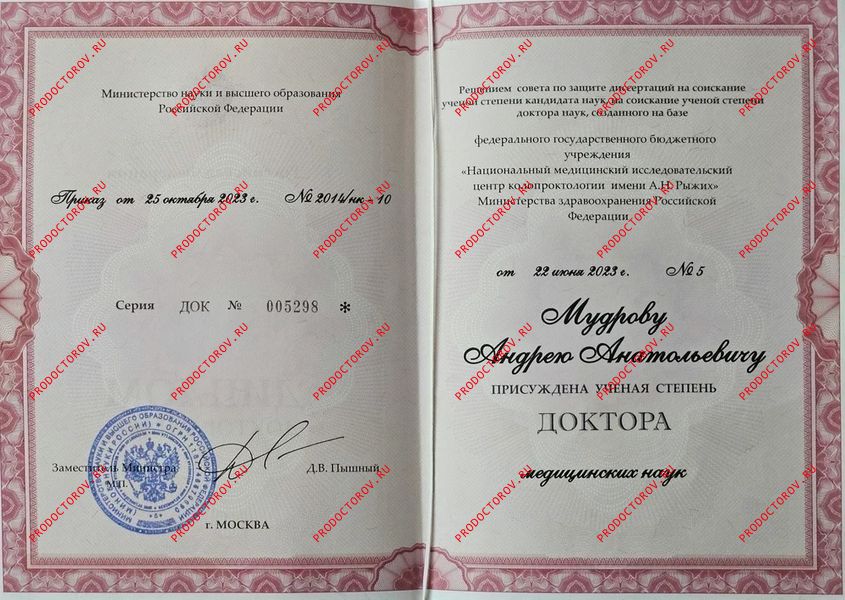 Министерство науки и высшего образования
Российской Федерации
Приказ от 25 октября 2023 г. № 2014/нк - 10
Серия ДОК № 005298 *
Заместитель Министра Д.В. Пышный
М.П.
г. МОСКВА
Решением совета по защите диссертаций на соискание
ученой степени кандидата наук, на соискание ученой степени
доктора наук, созданного на базе
федерального государственного бюджетного
учреждения
«Национальный медицинский исследовательский
центр колопроктологии имени А.Н. Рыжих»
Министерства здравоохранения Российской
Федерации
от 22 июня 2023 г. № 5
Мудрову
Андрею Анатольевичу
ПРИСУЖДЕНА УЧЕНАЯ СТЕПЕНЬ
ДОКТОРА
медицинских наук
PRODOCTOROV.RU